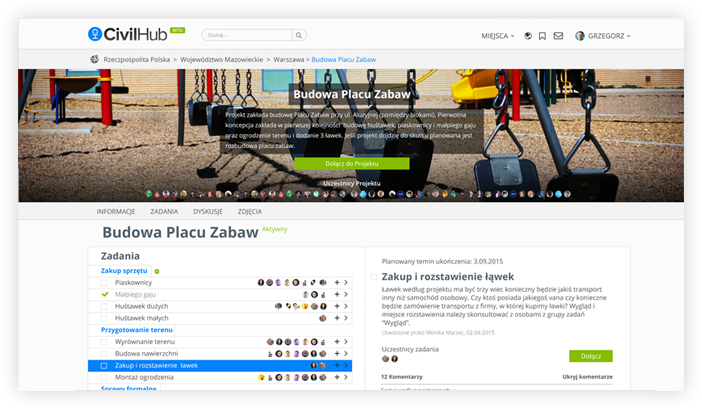 CivilHub BETA
Szukaj...
MIEJSCA
GRZEGORZ
Rzeczpospolita Polska > Województwo Mazowieckie > Warszawa > Budowa Placu Zabaw
Budowa Placu Zabaw
Projekt zakłada budowę Placu Zabaw przy ul. Alużyjnej (pomiędzy blokami). Pierwotna
koncepcja zakłada w pierwszej kolejności budowę huśtawek, piaskownicy i małpiego gaju
oraz ogrodzenie terenu i dodanie 3 ławek. Jeśli projekt dojdzię do skutku planowana jest
rozbudowa placu zabaw.
Dołącz do Projektu
Uczestnicy Projektu
INFORMACJE ZADANIA DYSKUSJE ZDJĘCIA
Budowa Placu Zabaw Aktywny
Zadania
Zakup sprzętu
Piaskownicy
Małpiego gaju
Huśtawek dużych
Huśtawek małych
Przygotowanie terenu
Wyrównanie terenu
Budowa nawierzchni
Zakup i rozstawienie ławek
Montaż ogrodzenia
Sprawy formalne
Planowany temin ukończenia: 3.09.2015
Zakup i rozstawienie łąwek
Ławek według projektu ma być trzy wiec konieczny będzie jakiś transport
inny niż samochód osobowy. Czy ktoś posiada jakiegoś vana czy konieczne
będzie zamówienie transportu z firmy, w której kupimy ławki? Wygląd i
miejsce rozstawienia należy skonsultować z osobami z grupy zadań
"Wygląd".
Utworzone przez Monika Marzec, 02.04.2015
Uczestnicy zadania
Dołącz
12 Komentarzy
Ukryj komentarze